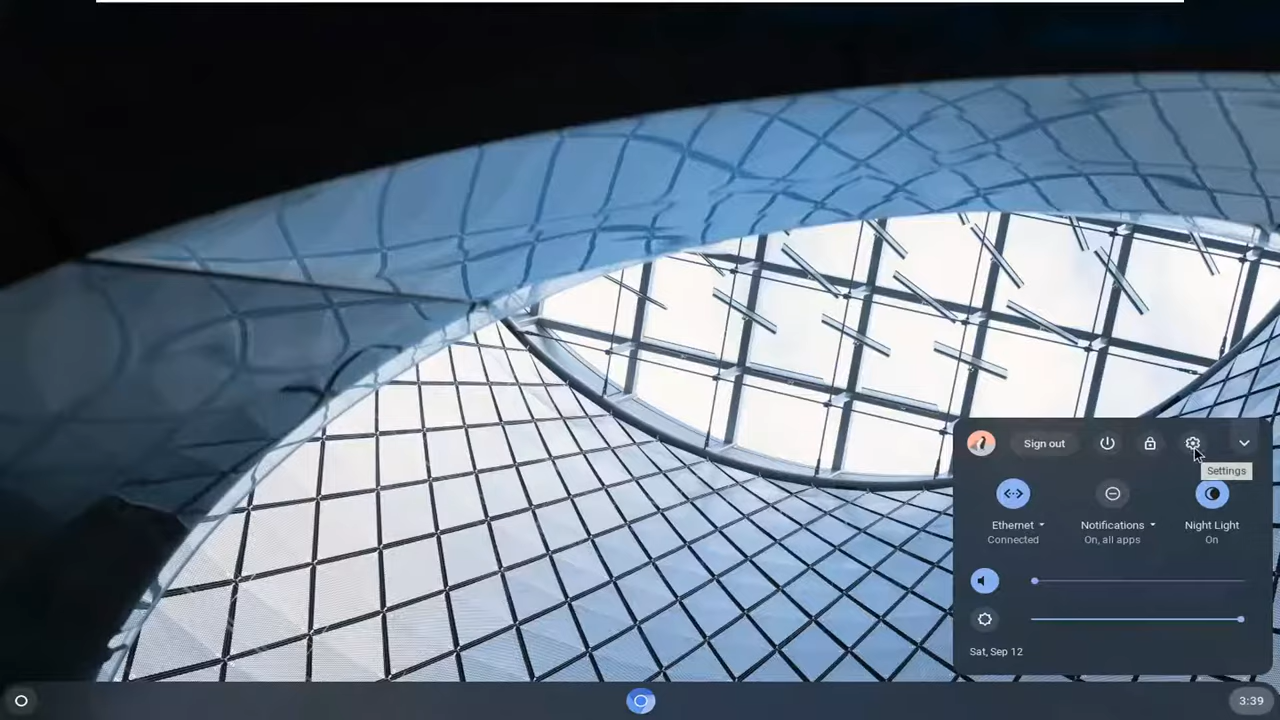 Sign out
Settings
Ethernet
Connected
Notifications
On, all apps
Night Light
On
Sat, Sep 12
3:39